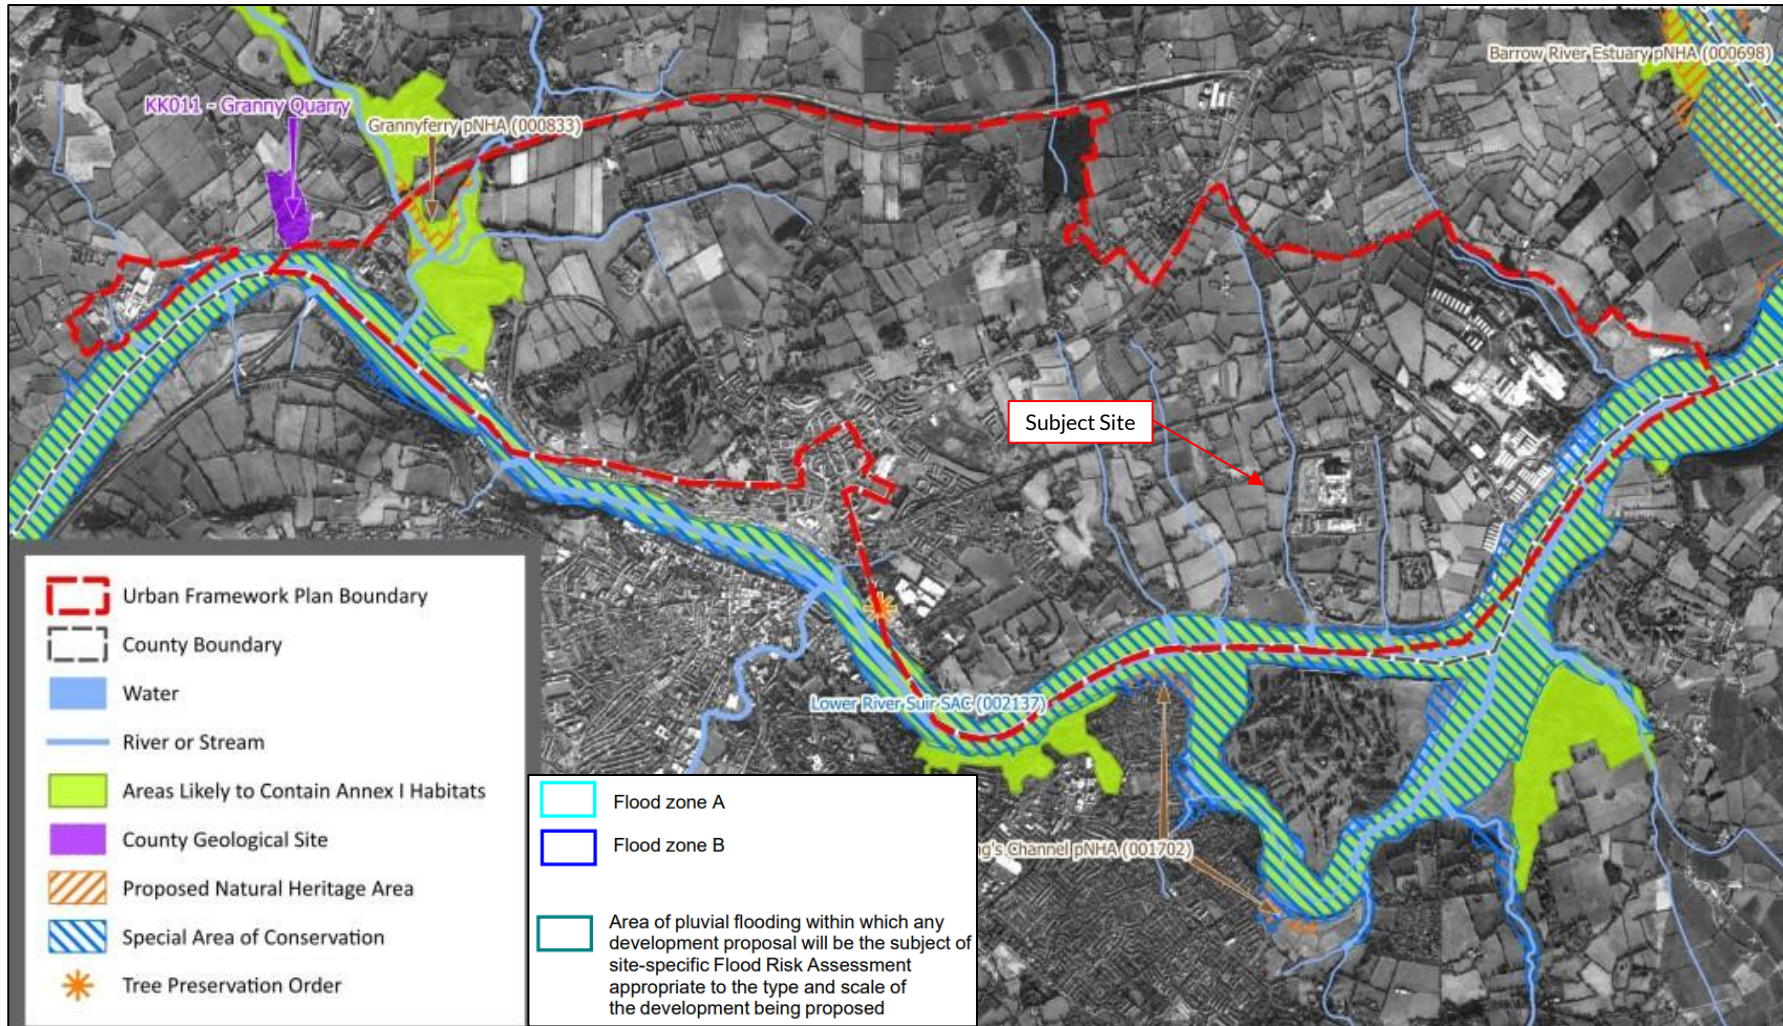 Barrow River Estuary pNHA (000698)
KK011 - Granny Quarry
Grannyferry pNHA (000833)
Subject Site
Lower River Suir SAC (002137)
Channel pNHA (001702)
Urban Framework Plan Boundary
County Boundary
Water
River or Stream
Areas Likely to Contain Annex I Habitats
County Geological Site
Proposed Natural Heritage Area
Special Area of Conservation
Tree Preservation Order
Flood zone A
Flood zone B
Area of pluvial flooding within which any
development proposal will be the subject of
site-specific Flood Risk Assessment
appropriate to the type and scale of
the development being proposed